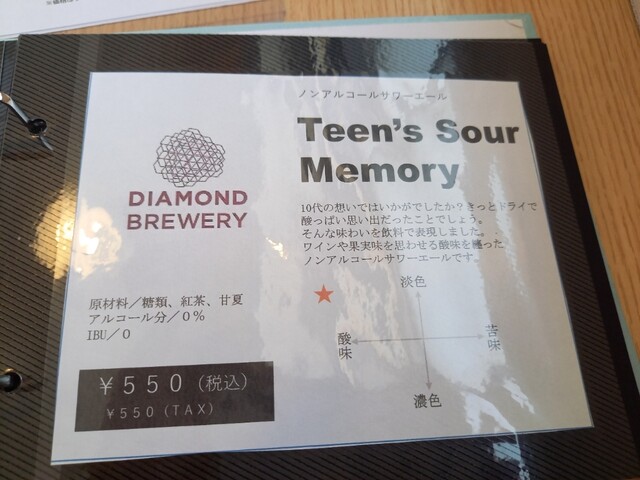 ノンアルコールサワーエール
Teen's Sour
Memory
DIAMOND
BREWERY
10代の想いではいかがでしたか？きっとドライで
酸っぱい思い出だったことでしょう。
そんな味わいを飲料で表現しました。
ワインや果実味を思わせる酸味を纏った
ノンアルコールサワーエールです。
原材料／糖類、紅茶、甘夏
アルコール分／０％
IBU／０
￥５５０（税込）
￥５５０（TAX）
淡色
酸味
苦味
濃色